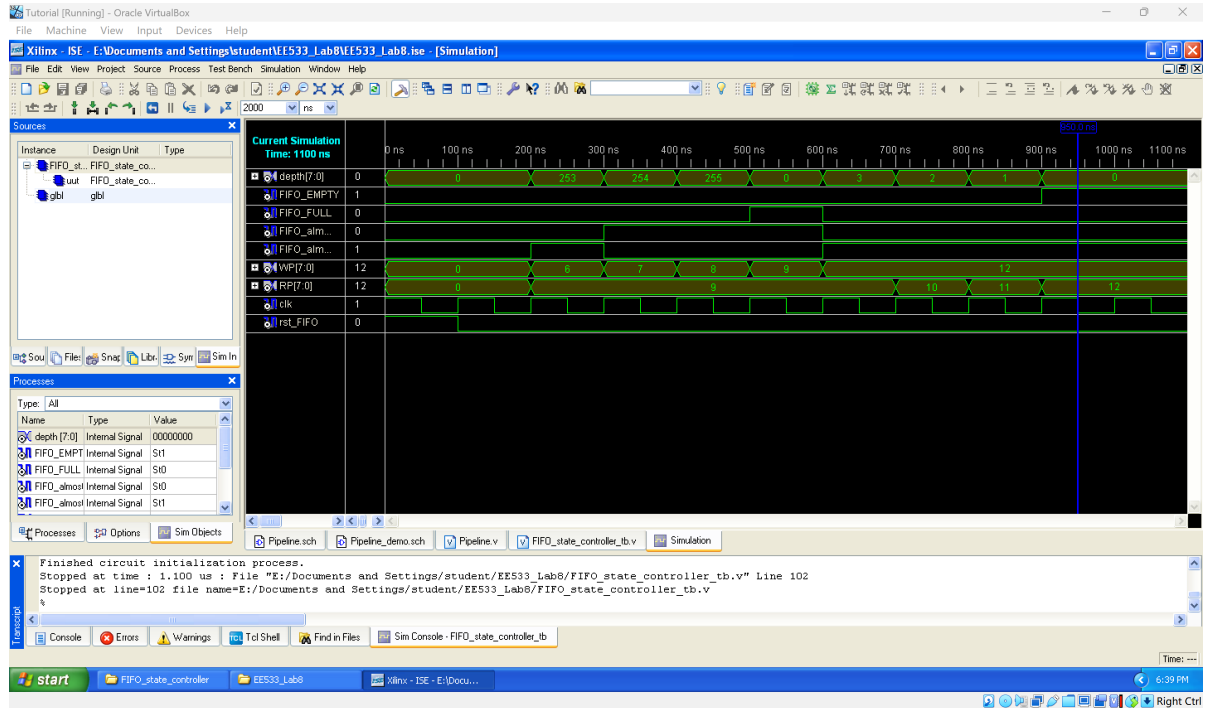 Tutorial [Running] - Oracle VirtualBox
File Machine View Input Devices Help
Xilinx - ISE - E:\Documents and Settings\student\EE533_Lab8\EE533_Lab8.ise - [Simulation]
File Edit View Project Source Process Test Bench Simulation Window Help
2000 ns
Sources
Instance Design Unit Type
FIFO_st... FIFO_state_co...
uut FIFO_state_co...
glbl glbl
Sou Files Snap Libr. Sym Sim In
Current Simulation
Time: 1100 ns
0 ns 100 ns 200 ns 300 ns 400 ns 500 ns 600 ns 700 ns 800 ns 900 ns 1000 ns 1100 ns
depth[7:0] 0 0 253 254 255 0 3 2 1 0
FIFO_EMPTY 1
FIFO_FULL 0
FIFO_alm... 0
FIFO_alm... 1
WP[7:0] 12 0 6 7 8 9 12
RP[7:0] 12 0 9 10 11 12
clk 1
rst_FIFO 0
Processes
Type: All
Name Type Value
depth [7:0] Internal Signal 00000000
FIFO_EMPT Internal Signal St1
FIFO_FULL Internal Signal St0
FIFO_almosl Internal Signal St0
FIFO_almosl Internal Signal St1
Processes Options Sim Objects
Pipeline.sch Pipeline_demo.sch Pipeline.v FIFO_state_controller_tb.v Simulation
Finished circuit initialization process.
Stopped at time : 1.100 us : File "E:/Documents and Settings/student/EE533_Lab8/FIFO_state_controller_tb.v" Line 102
Stopped at line=102 file name=E:/Documents and Settings/student/EE533_Lab8/FIFO_state_controller_tb.v
%
Transcript
Console Errors Warnings Tcl Shell Find in Files Sim Console - FIFO_state_controller_tb
Time: ---
start FIFO_state_controller EE533_Lab8 Xilinx - ISE - E:\Docu... 6:39 PM
Right Ctrl